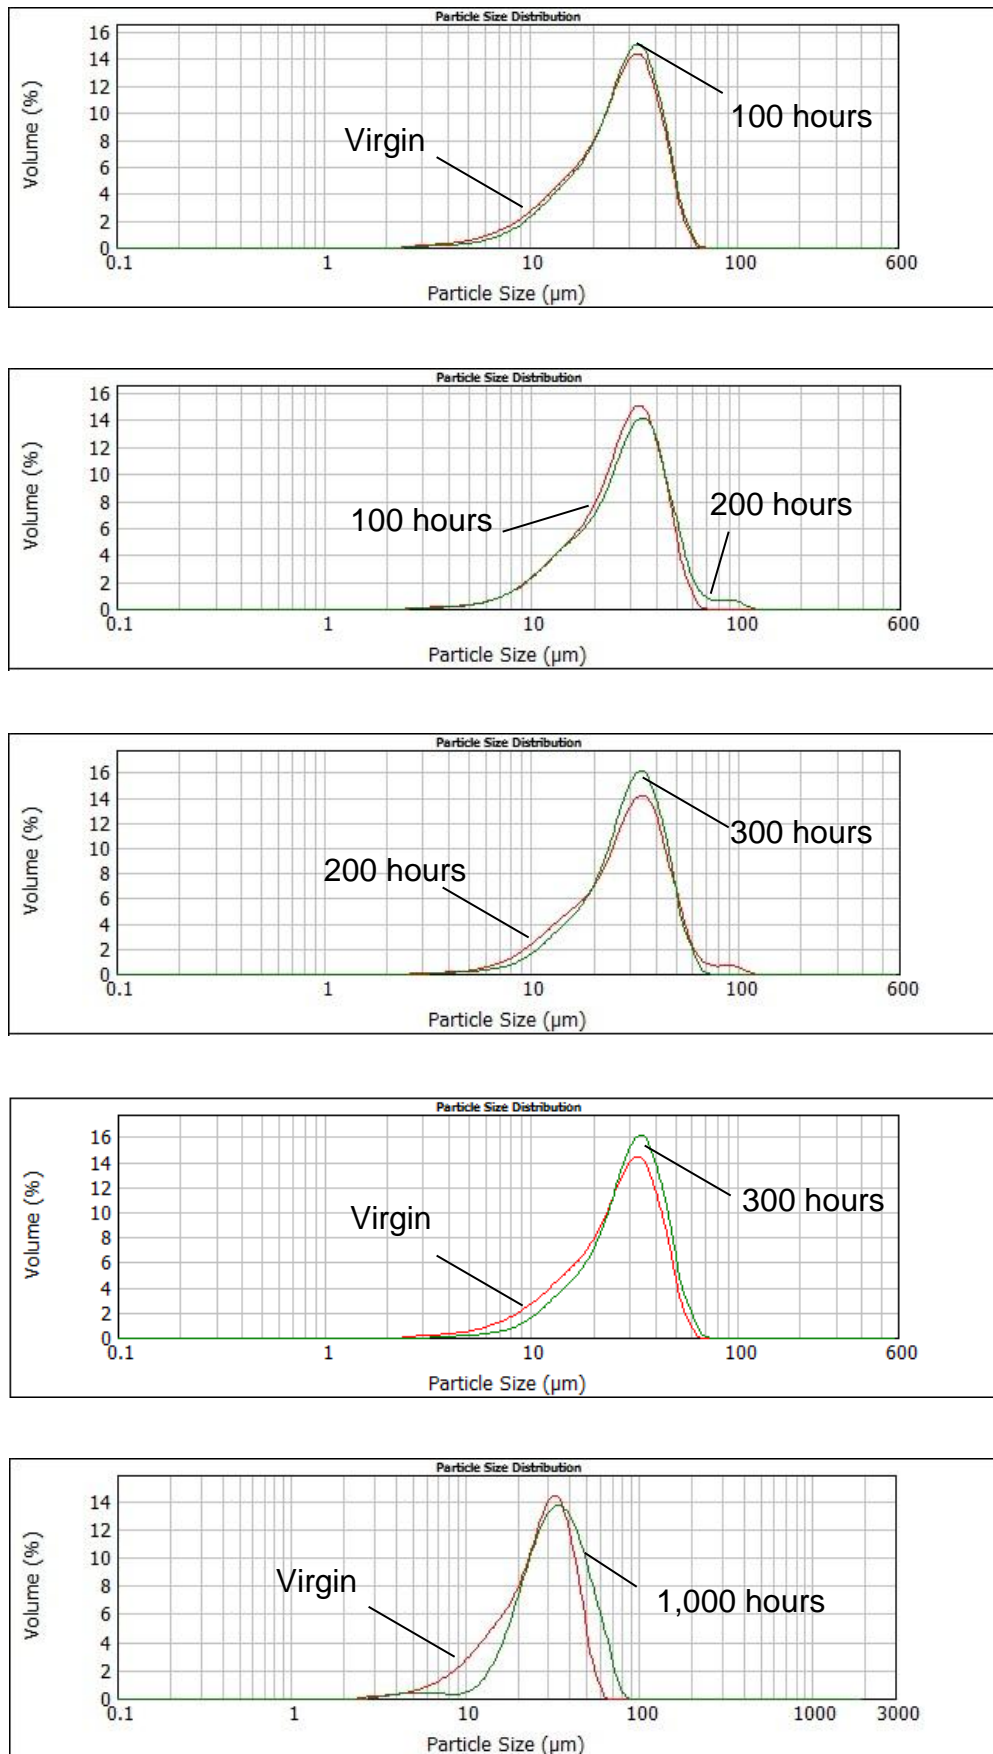 Particle Size Distribution
16
14
12
10
8
6
4
2
0
Volume (%)
Virgin
100 hours
0.1 1 10 100 600
Particle Size (µm)
Particle Size Distribution
16
14
12
10
8
6
4
2
0
Volume (%)
100 hours
200 hours
0.1 1 10 100 600
Particle Size (µm)
Particle Size Distribution
16
14
12
10
8
6
4
2
0
Volume (%)
300 hours
200 hours
0.1 1 10 100 600
Particle Size (µm)
Particle Size Distribution
16
14
12
10
8
6
4
2
0
Volume (%)
300 hours
Virgin
0.1 1 10 100 600
Particle Size (µm)
Particle Size Distribution
14
12
10
8
6
4
2
0
Volume (%)
Virgin
1,000 hours
0.1 1 10 100 1000 3000
Particle Size (µm)